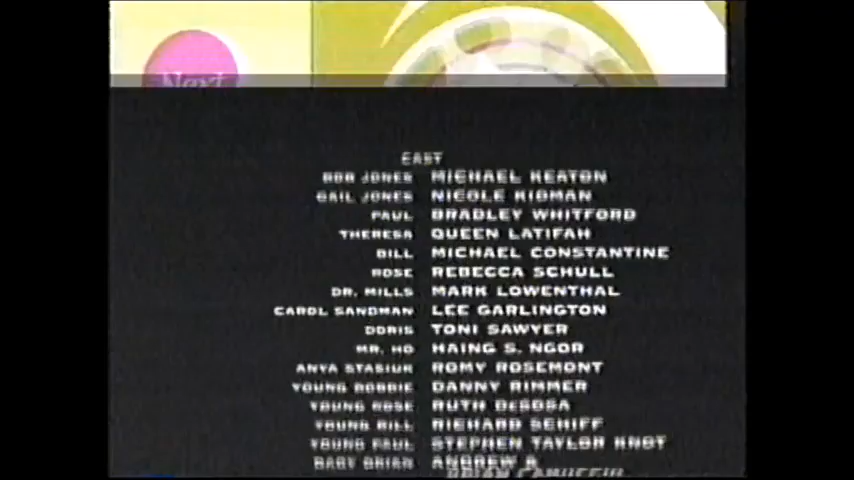 Next
CAST
BOB JONES MICHAEL KEATON
GAIL JONES NICOLE KIDMAN
PAUL BRADLEY WHITFORD
THERESA QUEEN LATIFAH
BILL MICHAEL CONSTANTINE
ROSE REBECCA SCHULL
DR. MILLS MARK LOWENTHAL
CAROL SANDMAN LEE GARLINGTON
DORIS TONI SAWYER
MR. HO HAING S. NGOR
ANYA STASIUK ROMY ROSEMONT
YOUNG BOBBIE DANNY RIMMER
YOUNG ROSE RUTH DeSOSA
YOUNG BILL RICHARD SCHIFF
YOUNG PAUL STEPHEN TAYLOR KNOT
BABY BRIAN ANDREW
BRIAN